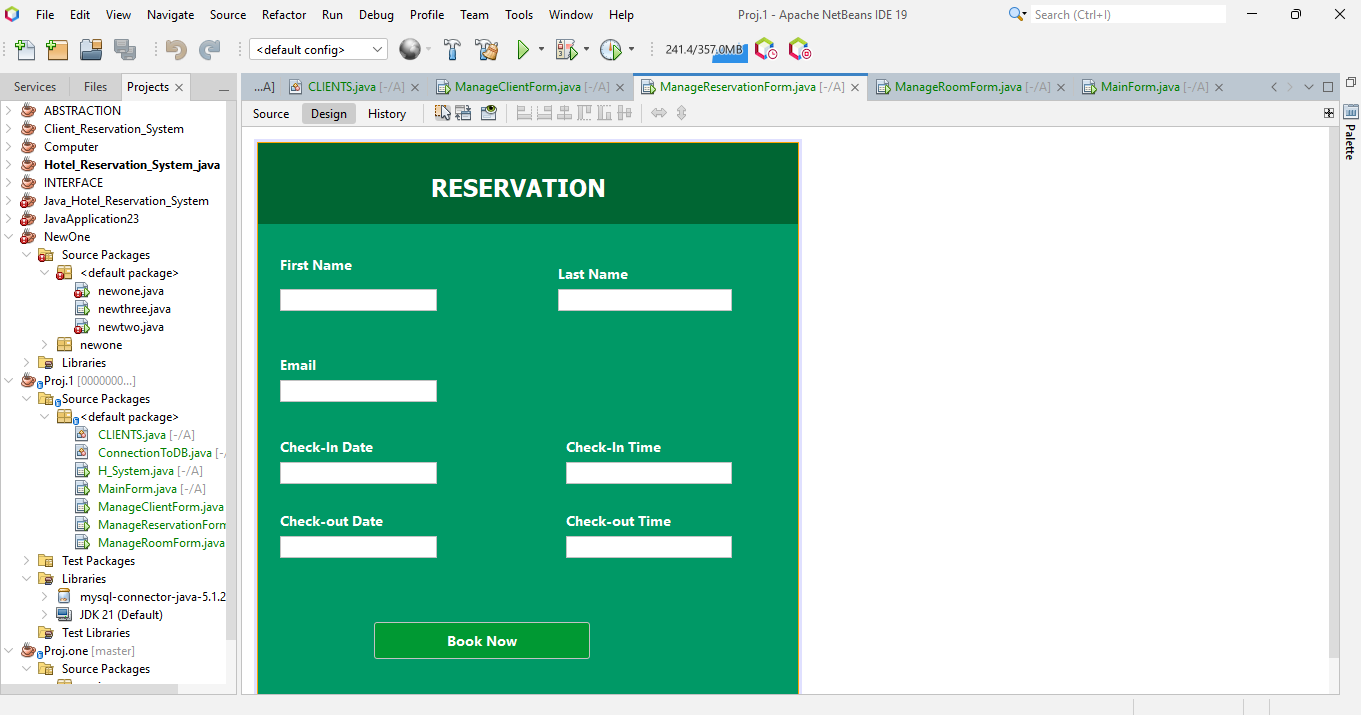 File Edit View Navigate Source Refactor Run Debug Profile Team Tools Window Help
Proj.1 - Apache NetBeans IDE 19
Search (Ctrl+I)
<default config>
241.4/357.0MB
Services Files Projects
...A] CLIENTS.java [-/A] ManageClientForm.java [-/A] ManageReservationForm.java [-/A] ManageRoomForm.java [-/A] MainForm.java [-/A]
Source Design History
Palette
ABSTRACTION
Client_Reservation_System
Computer
Hotel_Reservation_System_java
INTERFACE
Java_Hotel_Reservation_System
JavaApplication23
NewOne
Source Packages
<default package>
newone.java
newthree.java
newtwo.java
newone
Libraries
Proj.1 [0000000...]
Source Packages
<default package>
CLIENTS.java [-/A]
ConnectionToDB.java [-/
H_System.java [-/A]
MainForm.java [-/A]
ManageClientForm.java
ManageReservationForm
ManageRoomForm.java
Test Packages
Libraries
mysql-connector-java-5.1.2
JDK 21 (Default)
Test Libraries
Proj.one [master]
Source Packages
RESERVATION
First Name
Last Name
Email
Check-In Date
Check-In Time
Check-out Date
Check-out Time
Book Now